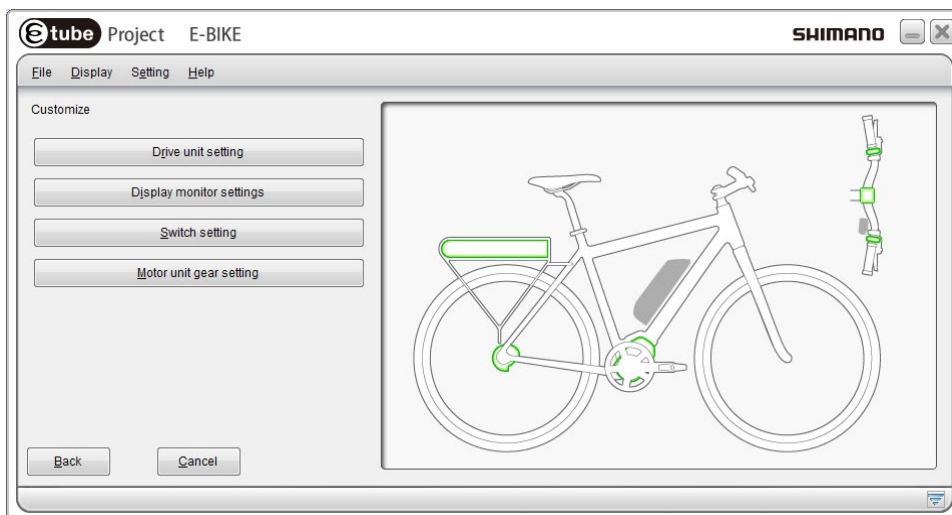 etube Project E-BIKE SHIMANO
File Display Setting Help
Customize
Drive unit setting
Display monitor settings
Switch setting
Motor unit gear setting
Back Cancel